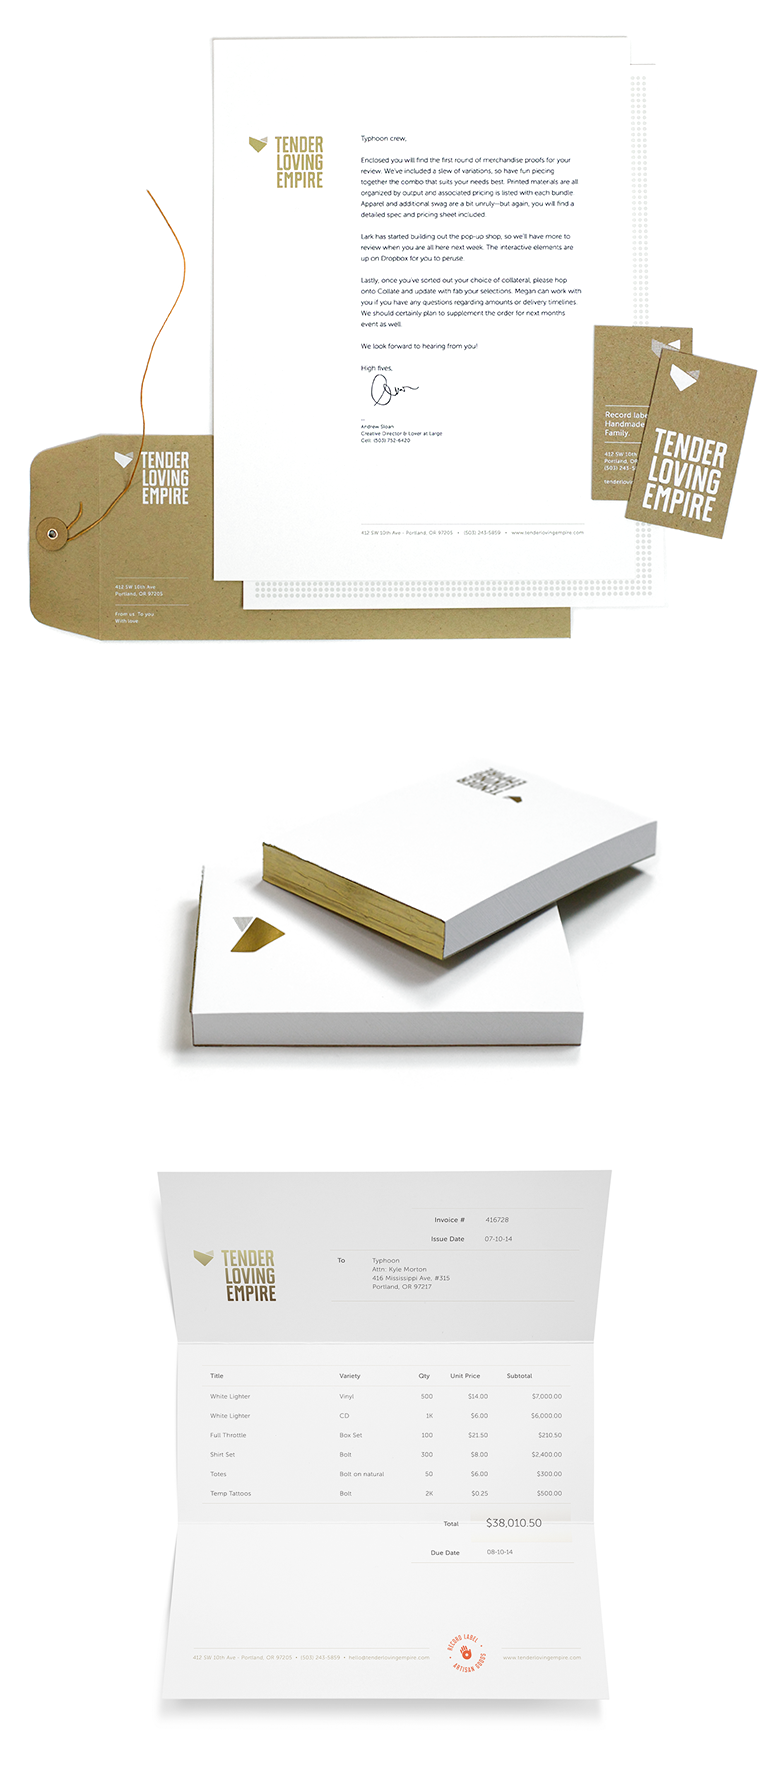 TENDER
LOVING
EMPIRE
Typhoon crew,
Enclosed you will find the first round of merchandise proofs for your
review. We've included a slew of variations, so have fun piecing
together the combo that suits your needs best. Printed materials are all
organized by output and associated pricing is listed with each bundle
Apparel and additional swag are a bit unruly—but again, you will find a
detailed spec and pricing sheet included.
Lark has started building out the pop-up shop, so we'll have more to
review when you are all here next week. The interactive elements are
up on Dropbox for you to peruse.
Lastly, once you've sorted out your choice of collateral, please hop
onto Collate and update with fab your selections. Megan can work with
you if you have any questions regarding amounts or delivery timelines.
We should certainly plan to supplement the order for next months
event as well.
We look forward to hearing from you!
High fives,
—
Andrew Sloan
Creative Director & Lover at Large
Cell: (503) 752-6420
412 SW 10th Ave - Portland, OR 97205 • (503) 243-5859 • www.tenderlovingempire.com
TENDER
LOVING
EMPIRE
412 SW 10th Ave
Portland, OR 97205
From us. To you
With love
Record labe
Handmade
Family.
412 SW 10th
Portland, OR
(503) 243-5
tenderlovin
TENDER
LOVING
EMPIRE
TENDER
LOVING
EMPIRE
TENDER
LOVING
EMPIRE
Invoice # 416728
Issue Date 07-10-14
To Typhoon
Attn: Kyle Morton
416 Mississippi Ave, #315
Portland, OR 97217
Title Variety Qty Unit Price Subtotal
White Lighter Vinyl 500 $14.00 $7,000.00
White Lighter CD 1K $6.00 $6,000.00
Full Throttle Box Set 100 $21.50 $210.50
Shirt Set Bolt 300 $8.00 $2,400.00
Totes Bolt on natural 50 $6.00 $300.00
Temp Tattoos Bolt 2K $0.25 $500.00
Total $38,010.50
Due Date 08-10-14
412 SW 10th Ave - Portland, OR 97205 • (503) 243-5859 • hello@tenderlovingempire.com
RECORD LABEL
ARTISAN GOODS
www.tenderlovingempire.com